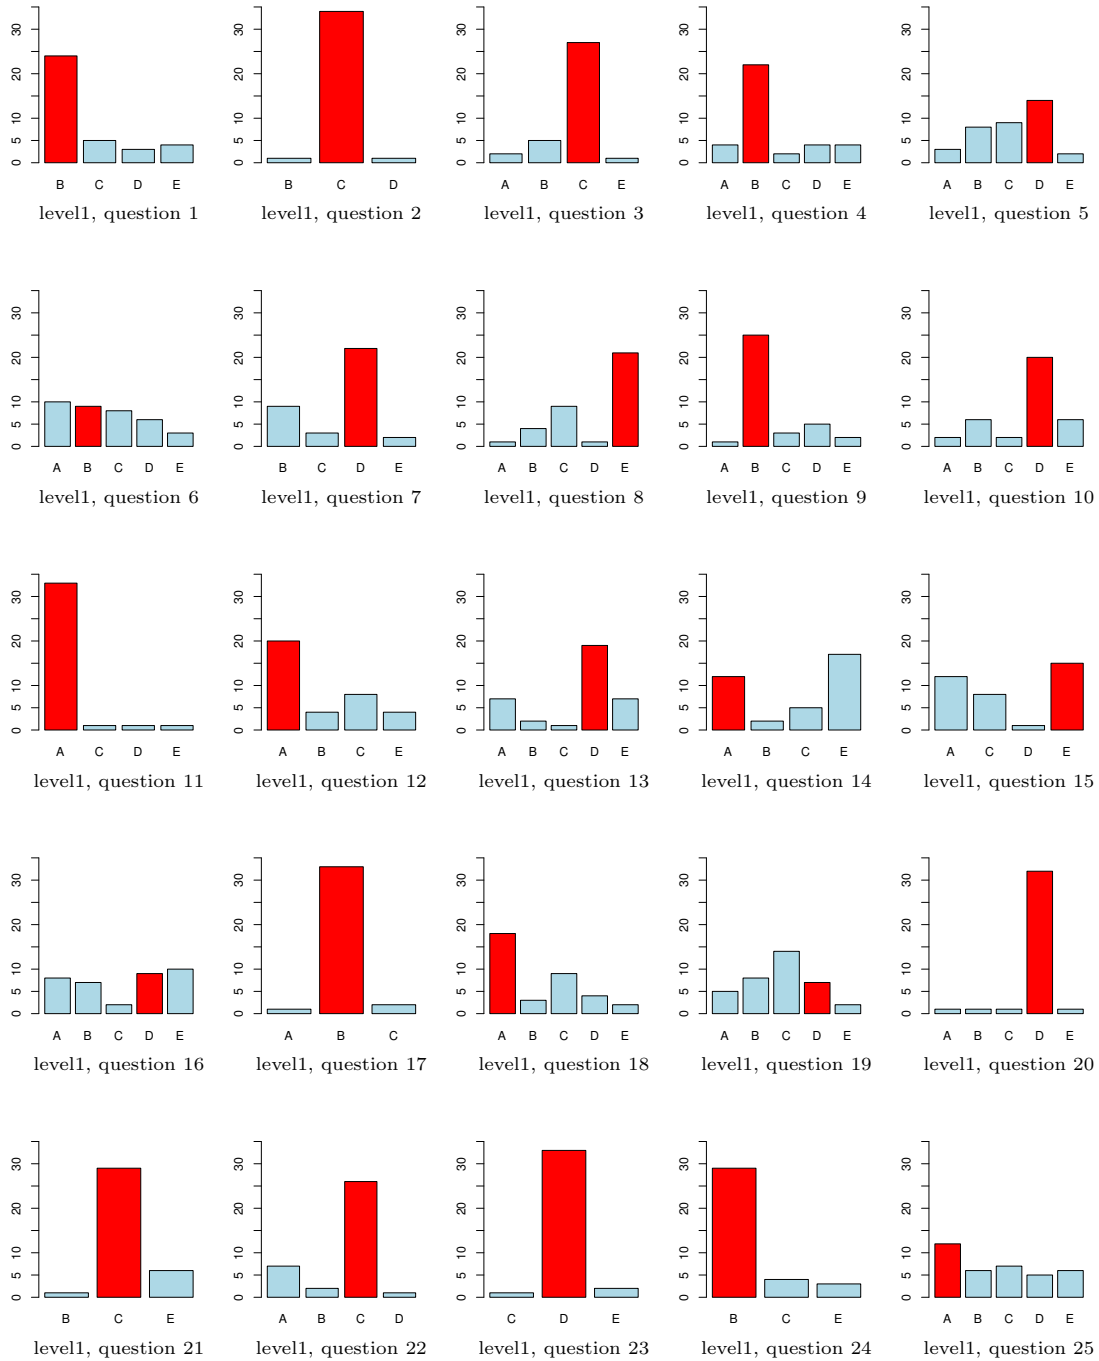 0 5 10 20 30
B C D E
level1, question 1
0 5 10 20 30
B C D
level1, question 2
0 5 10 20 30
A B C E
level1, question 3
0 5 10 20 30
A B C D E
level1, question 4
0 5 10 20 30
A B C D E
level1, question 5
0 5 10 20 30
A B C D E
level1, question 6
0 5 10 20 30
B C D E
level1, question 7
0 5 10 20 30
A B C D E
level1, question 8
0 5 10 20 30
A B C D E
level1, question 9
0 5 10 20 30
A B C D E
level1, question 10
0 5 10 20 30
A C D E
level1, question 11
0 5 10 20 30
A B C E
level1, question 12
0 5 10 20 30
A B C D E
level1, question 13
0 5 10 20 30
A B C E
level1, question 14
0 5 10 20 30
A C D E
level1, question 15
0 5 10 20 30
A B C D E
level1, question 16
0 5 10 20 30
A B C
level1, question 17
0 5 10 20 30
A B C D E
level1, question 18
0 5 10 20 30
A B C D E
level1, question 19
0 5 10 20 30
A B C D E
level1, question 20
0 5 10 20 30
B C E
level1, question 21
0 5 10 20 30
A B C D
level1, question 22
0 5 10 20 30
C D E
level1, question 23
0 5 10 20 30
B C E
level1, question 24
0 5 10 20 30
A B C D E
level1, question 25